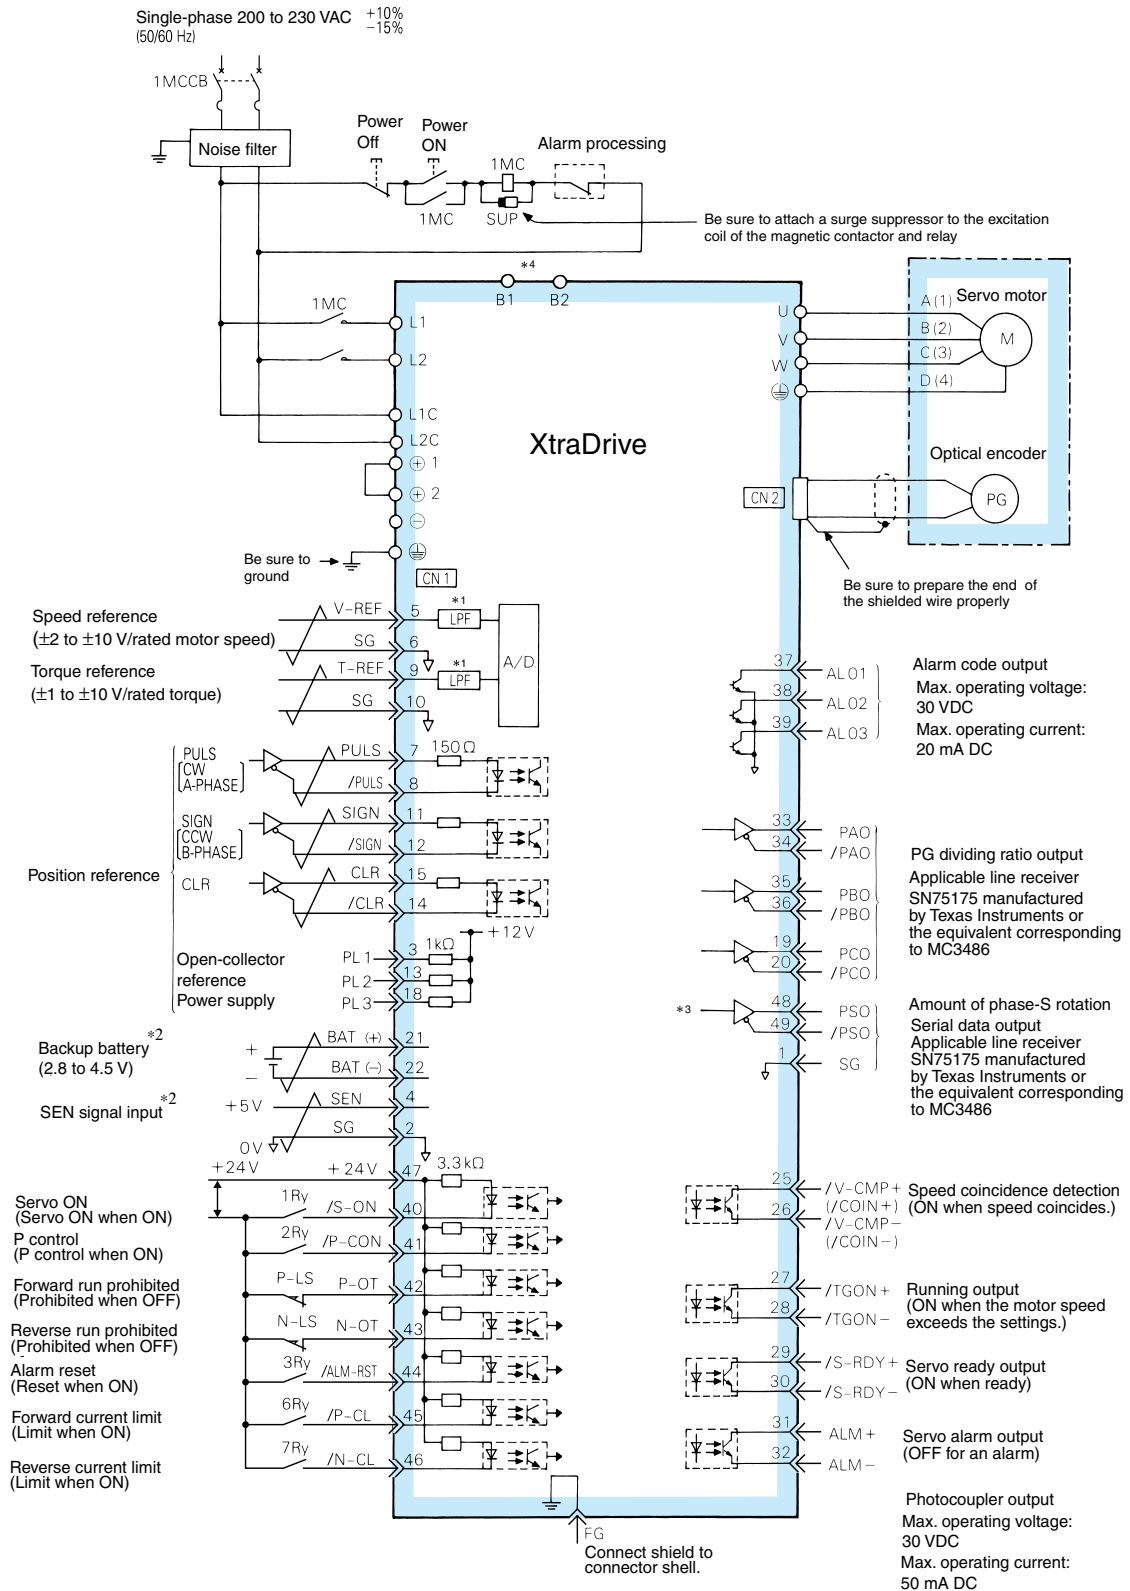 Single-phase 200 to 230 VAC +10% −15%
(50/60 Hz)
1MCCB
Noise filter
Power Off
Power ON
Alarm processing
1MC
1MC
SUP
Be sure to attach a surge suppressor to the excitation
coil of the magnetic contactor and relay
*4
B1 B2
1MC
L1
L2
L1C
L2C
⊕ 1
⊕ 2
⊖
Be sure to
ground
CN1
XtraDrive
U
V
W
A(1)
B(2)
C(3)
D(4)
Servo motor
M
Optical encoder
CN2
PG
Be sure to prepare the end of
the shielded wire properly
Speed reference
(±2 to ±10 V/rated motor speed)
V-REF 5 *1 LPF
SG 6
Torque reference
(±1 to ±10 V/rated torque)
T-REF 9 *1 LPF
SG 10
A/D
Position reference
PULS
CW
A-PHASE
PULS 7 150Ω
/PULS 8
SIGN
CCW
B-PHASE
SIGN 11
/SIGN 12
CLR
CLR 15
/CLR 14
+12V
Open-collector
reference
Power supply
PL1 3 1kΩ
PL2 13
PL3 18
Backup battery*2
(2.8 to 4.5 V)
+
−
BAT (+) 21
BAT (−) 22
SEN signal input*2
+5V SEN 4
0V SG 2
+24V +24V 47 3.3kΩ
Servo ON
(Servo ON when ON)
1Ry /S-ON 40
P control
(P control when ON)
2Ry /P-CON 41
Forward run prohibited
(Prohibited when OFF)
P-LS P-OT 42
Reverse run prohibited
(Prohibited when OFF)
N-LS N-OT 43
Alarm reset
(Reset when ON)
3Ry /ALM-RST 44
Forward current limit
(Limit when ON)
6Ry /P-CL 45
Reverse current limit
(Limit when ON)
7Ry /N-CL 46
FG
Connect shield to
connector shell.
37 ALO1
38 ALO2
39 ALO3
Alarm code output
Max. operating voltage:
30 VDC
Max. operating current:
20 mA DC
33 PAO
34 /PAO
35 PBO
36 /PBO
19 PCO
20 /PCO
PG dividing ratio output
Applicable line receiver
SN75175 manufactured
by Texas Instruments or
the equivalent corresponding
to MC3486
*3
48 PSO
49 /PSO
1 SG
Amount of phase-S rotation
Serial data output
Applicable line receiver
SN75175 manufactured
by Texas Instruments or
the equivalent corresponding
to MC3486
25 /V-CMP+
(/COIN+)
26 /V-CMP−
(/COIN−)
Speed coincidence detection
(ON when speed coincides.)
27 /TGON+
28 /TGON−
Running output
(ON when the motor speed
exceeds the settings.)
29 /S-RDY+
30 /S-RDY−
Servo ready output
(ON when ready)
31 ALM+
32 ALM−
Servo alarm output
(OFF for an alarm)
Photocoupler output
Max. operating voltage:
30 VDC
Max. operating current:
50 mA DC